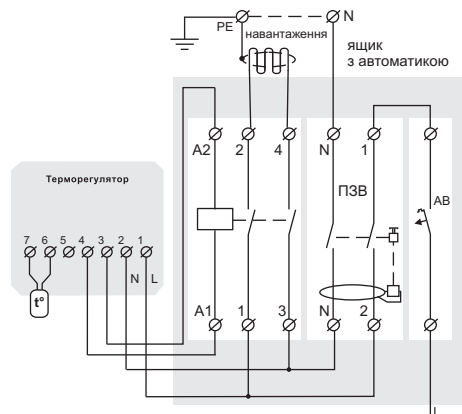 PE
N
навантаження
ящик
з автоматикою
A2 2 4 N 1
ПЗВ
АВ
Терморегулятор
7 6 5 4 3 2 1
N L
t°
A1 1 3 N 2
L